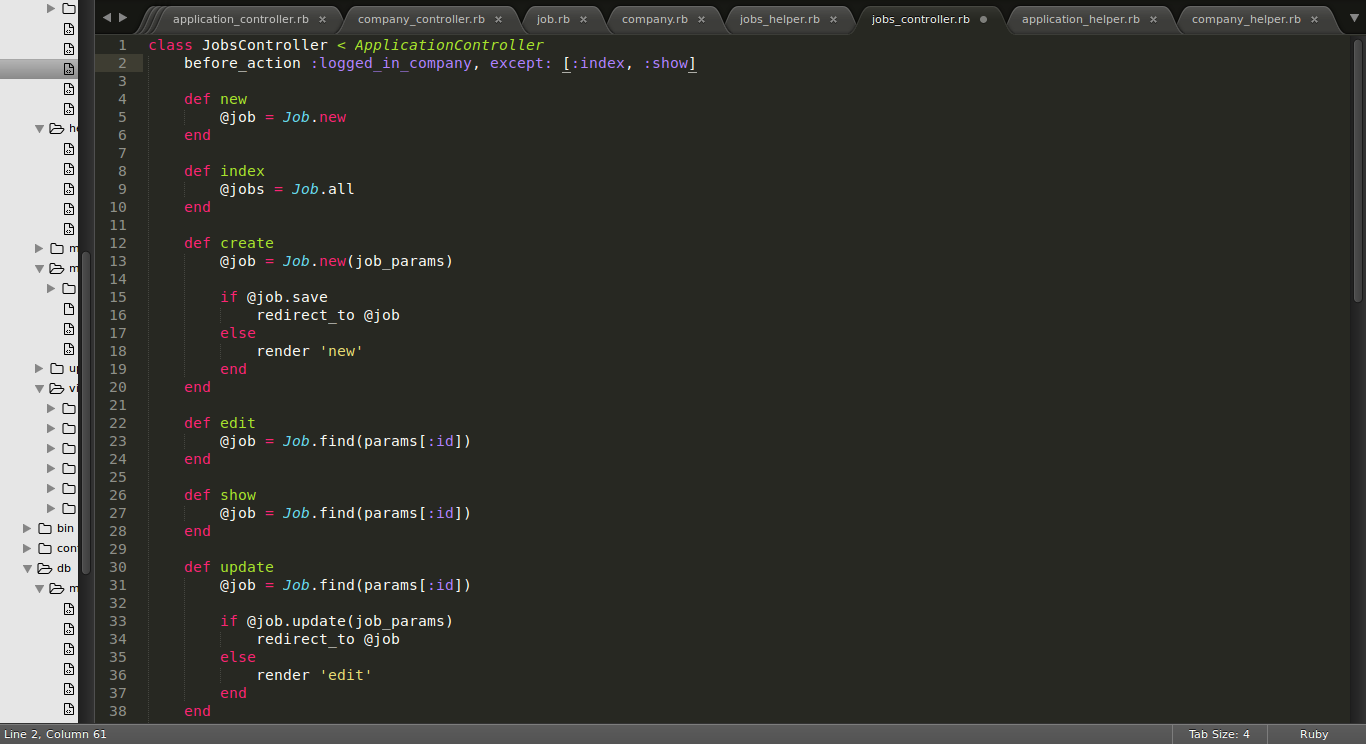 application_controller.rb × company_controller.rb × job.rb × company.rb × jobs_helper.rb × jobs_controller.rb application_helper.rb × company_helper.rb ×
1 class JobsController < ApplicationController
2 before_action :logged_in_company, except: [:index, :show]
3
4 def new
5 @job = Job.new
6 end
7
8 def index
9 @jobs = Job.all
10 end
11
12 def create
13 @job = Job.new(job_params)
14
15 if @job.save
16 redirect_to @job
17 else
18 render 'new'
19 end
20 end
21
22 def edit
23 @job = Job.find(params[:id])
24 end
25
26 def show
27 @job = Job.find(params[:id])
28 end
29
30 def update
31 @job = Job.find(params[:id])
32
33 if @job.update(job_params)
34 redirect_to @job
35 else
36 render 'edit'
37 end
38 end
he
m
m
up
vi
bin
con
db
m
Line 2, Column 61 Tab Size: 4 Ruby